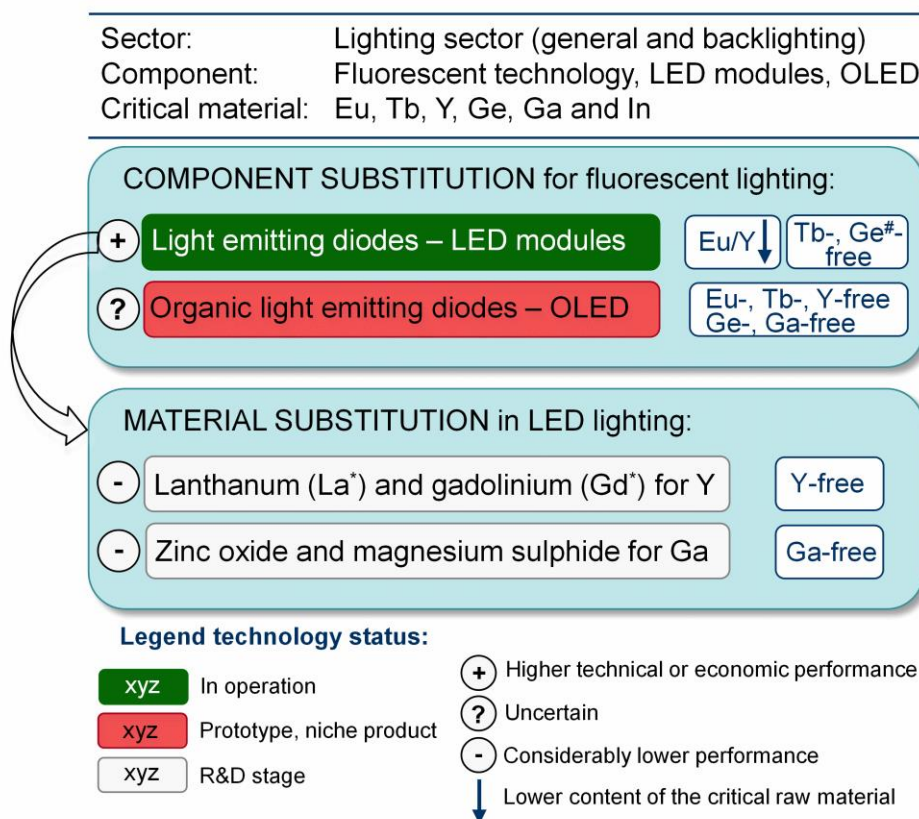 Sector: Lighting sector (general and backlighting)
Component: Fluorescent technology, LED modules, OLED
Critical material: Eu, Tb, Y, Ge, Ga and In
COMPONENT SUBSTITUTION for fluorescent lighting:
+ Light emitting diodes – LED modules Eu/Y↓ Tb-, Ge#-
free
? Organic light emitting diodes – OLED Eu-, Tb-, Y-free
Ge-, Ga-free
MATERIAL SUBSTITUTION in LED lighting:
- Lanthanum (La*) and gadolinium (Gd*) for Y Y-free
- Zinc oxide and magnesium sulphide for Ga Ga-free
Legend technology status:
xyz In operation
xyz Prototype, niche product
xyz R&D stage
+ Higher technical or economic performance
? Uncertain
- Considerably lower performance
↓ Lower content of the critical raw material